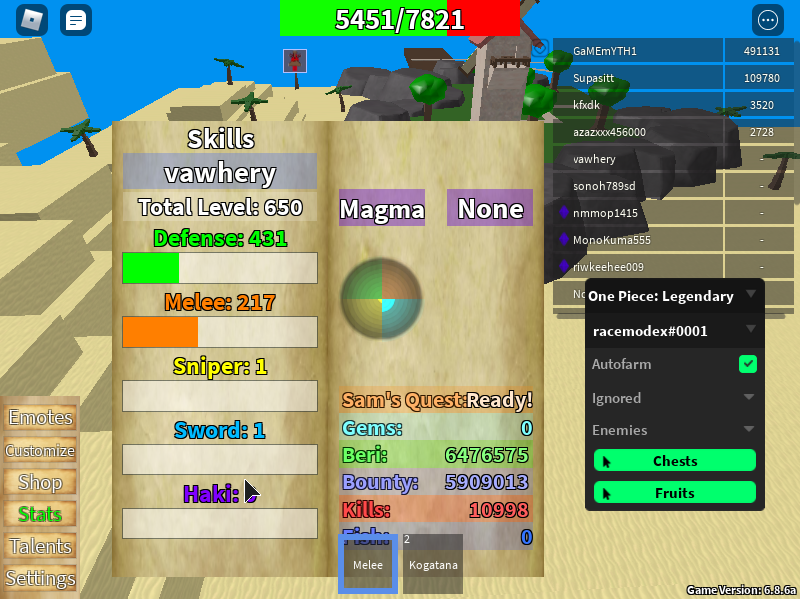 5451/7821
GaMEmYTH1 491131
Supasitt 109780
kfxdk 3520
azazxxx456000 2728
vawhery -
sonoh789sd -
nmmop1415 -
MonoKuma555 -
riwkeehee009 -
Skills
vawhery
Total Level: 650
Defense: 431
Melee: 217
Sniper: 1
Sword: 1
Haki:
Magma None
Sam's Quest: Ready!
Gems: 0
Beri: 6476575
Bounty: 5909013
Kills: 10998
Fish: 0
Emotes
Customize
Shop
Stats
Talents
Settings
Melee
2
Kogatana
One Piece: Legendary
racemodex#0001
Autofarm
Ignored
Enemies
Chests
Fruits
GameVersion: 6.8.6a